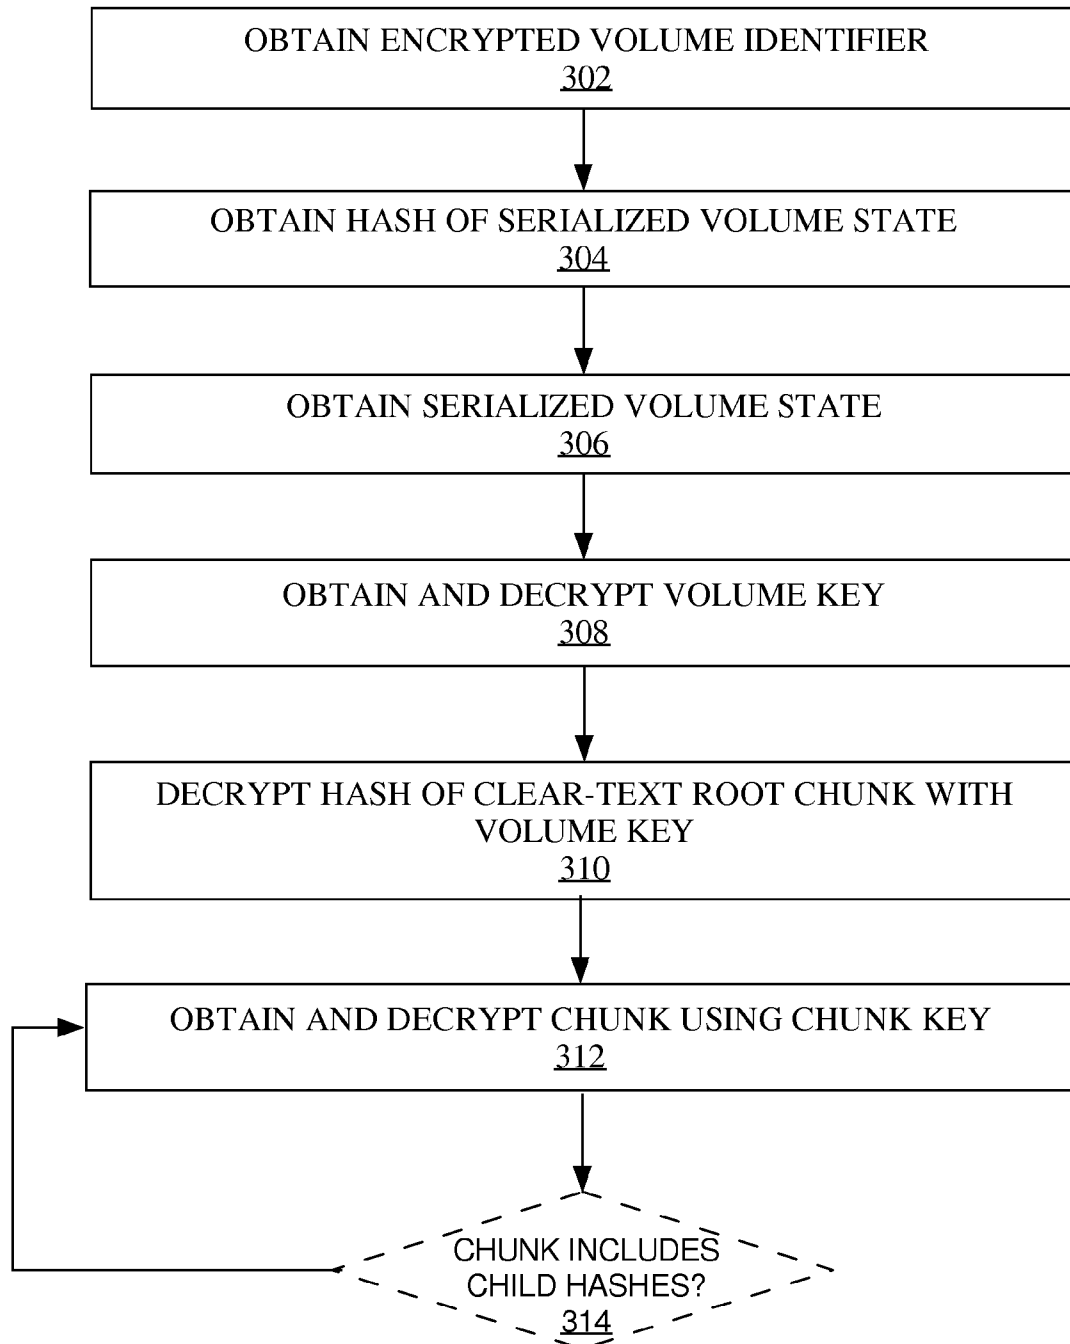 OBTAIN ENCRYPTED VOLUME IDENTIFIER
302
OBTAIN HASH OF SERIALIZED VOLUME STATE
304
OBTAIN SERIALIZED VOLUME STATE
306
OBTAIN AND DECRYPT VOLUME KEY
308
DECRYPT HASH OF CLEAR-TEXT ROOT CHUNK WITH
VOLUME KEY
310
OBTAIN AND DECRYPT CHUNK USING CHUNK KEY
312
CHUNK INCLUDES
CHILD HASHES?
314